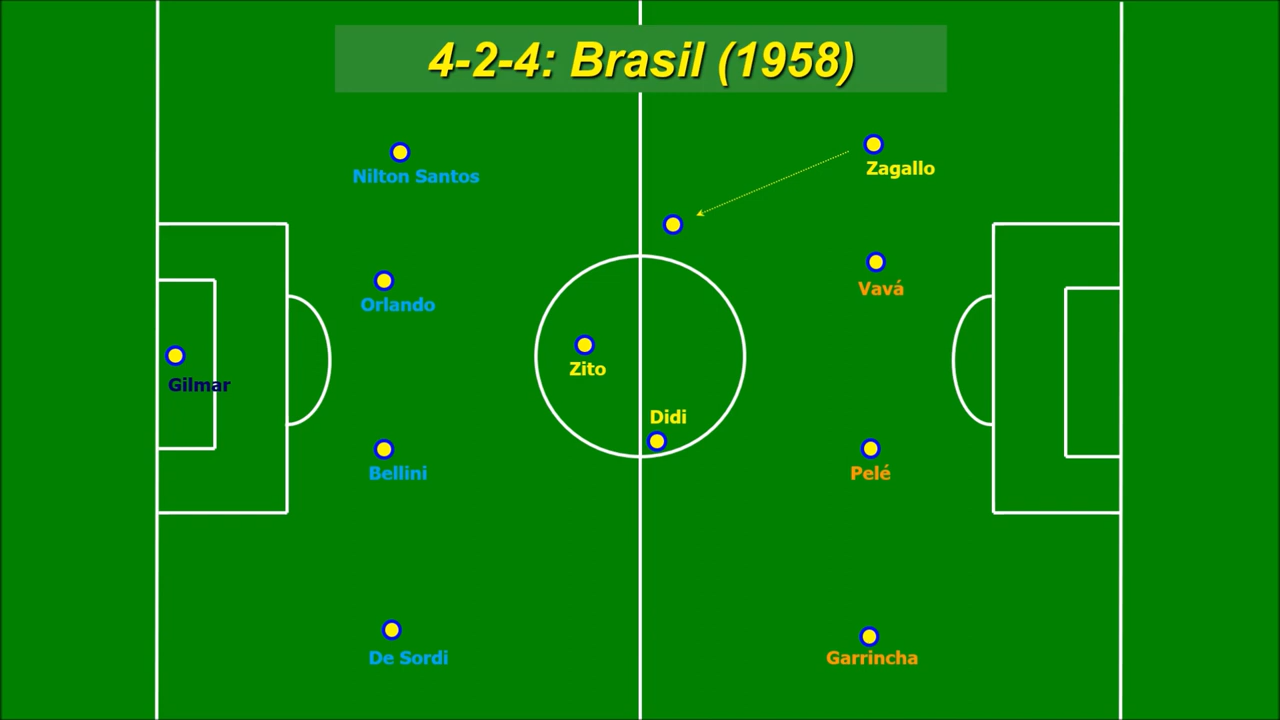 4-2-4: Brasil (1958)
Nilton Santos
Zagallo
Orlando
Vavá
Gilmar
Zito
Didi
Bellini
Pelé
De Sordi
Garrincha